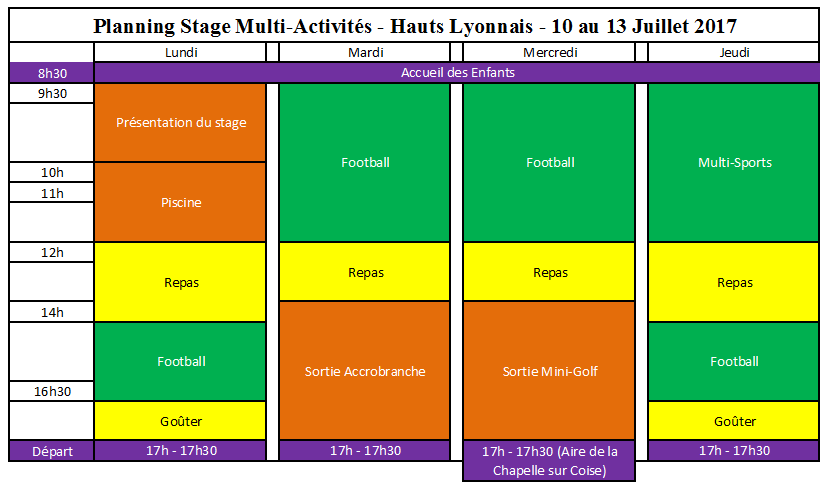 Planning Stage Multi-Activités - Hauts Lyonnais - 10 au 13 Juillet 2017
Lundi Mardi Mercredi Jeudi
8h30 Accueil des Enfants
9h30
Présentation du stage
Football Football Multi-Sports
10h
11h
Piscine
12h
Repas Repas Repas Repas
14h
Football Sortie Accrobranche Sortie Mini-Golf Football
16h30
Goûter Goûter
Départ 17h - 17h30 17h - 17h30 17h - 17h30 (Aire de la 17h - 17h30
Chapelle sur Coise)